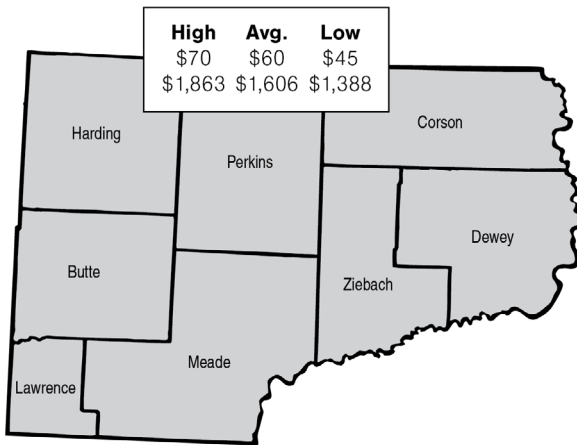 High Avg. Low
$70 $60 $45
$1,863 $1,606 $1,388
Harding
Corson
Perkins
Dewey
Butte
Ziebach
Meade
Lawrence